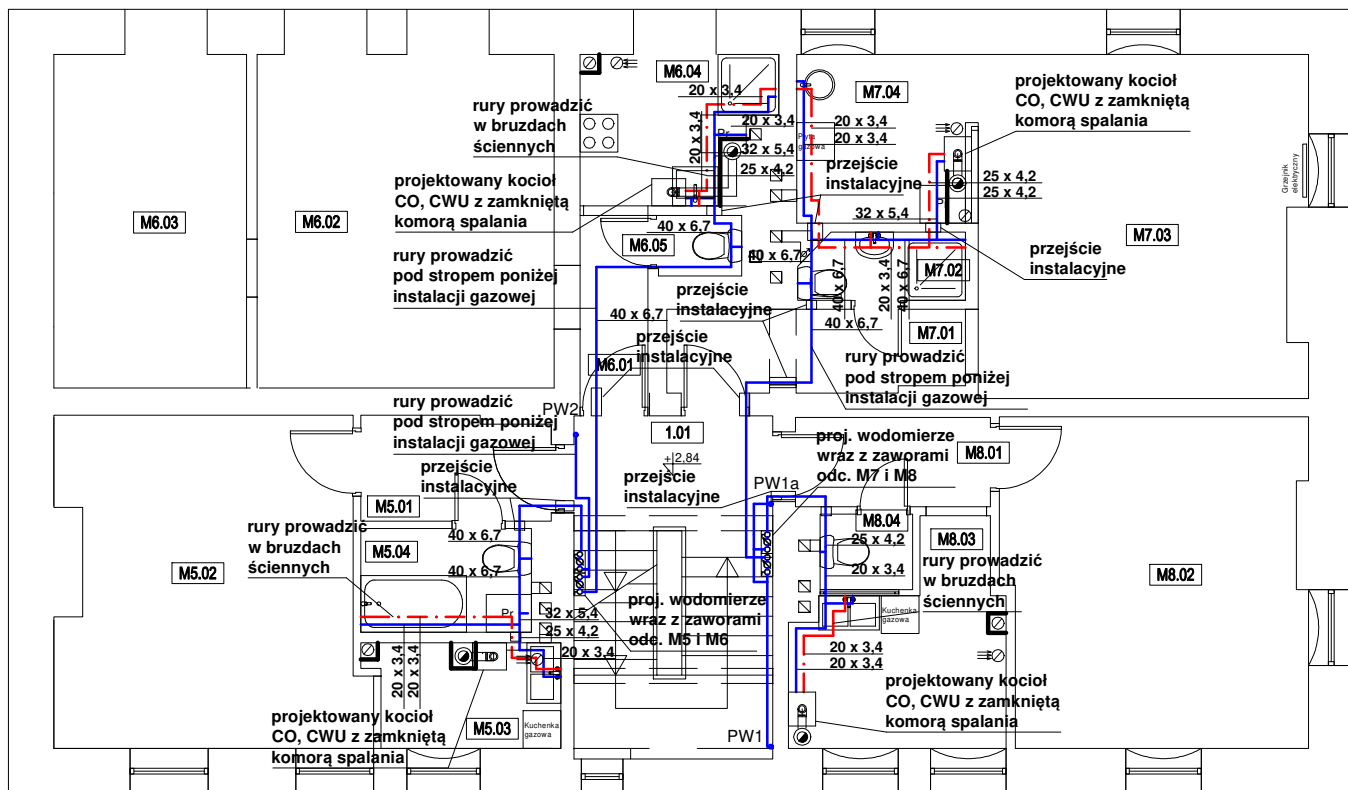 M6.04
20 x 3,4
M7.04
projektowany kocioł
CO, CWU z zamkniętą
komorą spalania
rury prowadzić
w bruzdach
ściennych
20 x 3,4
Pr
20 x 3,4
32 x 5,4
25 x 4,2
20 x 3,4
20 x 3,4
Płyta
gazowa
przejście
instalacyjne
25 x 4,2
25 x 4,2
32 x 5,4
Grzejnik
elektryczny
projektowany kocioł
CO, CWU z zamkniętą
komorą spalania
M6.03
M6.02
M6.05
40 x 6,7
40 x 6,7
M7.03
przejście
instalacyjne
M7.02
40 x 6,7
20 x 3,4
40 x 6,7
rury prowadzić
pod stropem poniżej
instalacji gazowej
przejście
instalacyjne
40 x 6,7
40 x 6,7
M7.01
M6.01
przejście
instalacyjne
rury prowadzić
pod stropem poniżej
instalacji gazowej
rury prowadzić
pod stropem poniżej
instalacji gazowej
PW2
1.01
+2,84
proj. wodomierze
wraz z zaworami
odc. M7 i M8
M8.01
przejście
instalacyjne
przejście
instalacyjne
PW1a
M5.01
rury prowadzić
w bruzdach
ściennych
M5.04
40 x 6,7
40 x 6,7
M5.02
M8.04
25 x 4,2
20 x 3,4
M8.03
rury prowadzić
w bruzdach
ściennych
M8.02
Pr
32 x 5,4
25 x 4,2
20 x 3,4
proj. wodomierze
wraz z zaworami
odc. M5 i M6
Kuchenka
gazowa
20 x 3,4
20 x 3,4
20 x 3,4
20 x 3,4
projektowany kocioł
CO, CWU z zamkniętą
komorą spalania
projektowany kocioł
CO, CWU z zamkniętą
komorą spalania
M5.03
Kuchenka
gazowa
PW1